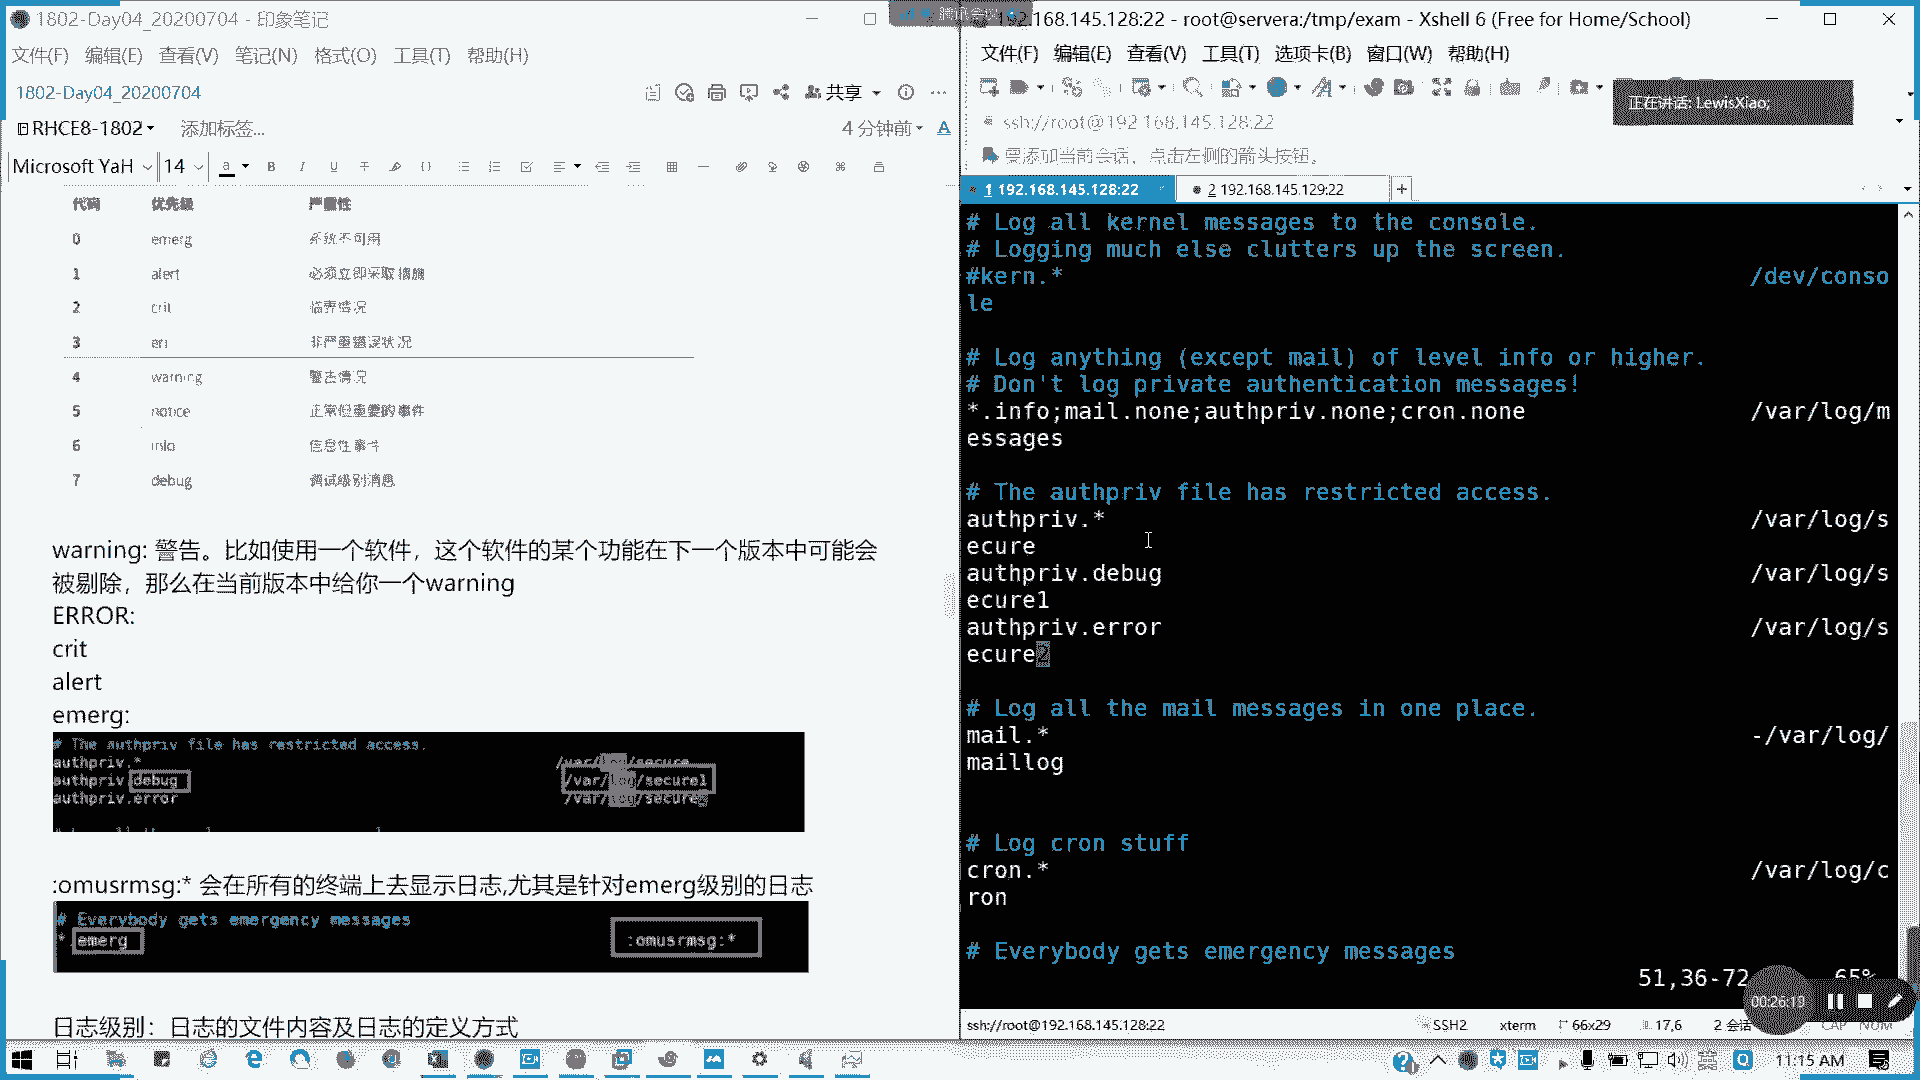 1802-Day04_20200704 - 印象笔记
文件(F) 编辑(E) 查看(V) 笔记(N) 格式(O) 工具(T) 帮助(H)
1802-Day04_20200704
共享
RHCE8-1802 添加标签...
4 分钟前
Microsoft YaH 14
代码 优先级 严重性
0 emerg 系统不可用
1 alert 必须立即采取措施
2 crit 临界情况
3 err 非严重错误状况
4 warning 警告情况
5 notice 正常但重要的事件
6 info 信息性事件
7 debug 调试级别消息
warning: 警告。比如使用一个软件，这个软件的某个功能在下一个版本中可能会
被剔除，那么在当前版本中给你一个warning
ERROR:
crit
alert
emerg:
# The authpriv file has restricted access.
authpriv.* /var/log/secure
authpriv.debug /var/log/secure1
authpriv.error /var/log/secure2
:omusrmsg:* 会在所有的终端上去显示日志,尤其是针对emerg级别的日志
# Everybody gets emergency messages
*.emerg :omusrmsg:*
日志级别：日志的文件内容及日志的定义方式
腾讯会议
192.168.145.128:22 - root@servera:/tmp/exam - Xshell 6 (Free for Home/School)
文件(F) 编辑(E) 查看(V) 工具(T) 选项卡(B) 窗口(W) 帮助(H)
正在讲话: LewisXiao;
ssh://root@192.168.145.128:22
要添加当前会话，点击左侧的箭头按钮。
1 192.168.145.128:22
2 192.168.145.129:22
# Log all kernel messages to the console.
# Logging much else clutters up the screen.
#kern.* /dev/conso
le
# Log anything (except mail) of level info or higher.
# Don't log private authentication messages!
*.info;mail.none;authpriv.none;cron.none /var/log/m
essages
# The authpriv file has restricted access.
authpriv.* /var/log/s
ecure
authpriv.debug /var/log/s
ecure1
authpriv.error /var/log/s
ecure2
# Log all the mail messages in one place.
mail.* -/var/log/
maillog
# Log cron stuff
cron.* /var/log/c
ron
# Everybody gets emergency messages
51,36-72 65%
00:26:19
ssh://root@192.168.145.128:22 SSH2 xterm 66x29 17,6 2 会话 CAP NUM
11:15 AM